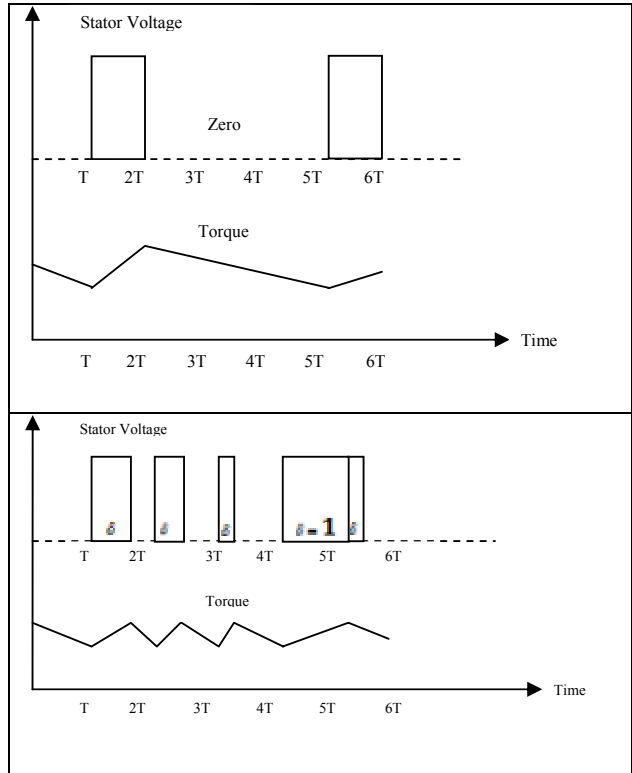 Stator Voltage
Zero
T 2T 3T 4T 5T 6T
Torque
Time
T 2T 3T 4T 5T 6T
Stator Voltage
δ δ δ δ=1 δ
T 2T 3T 4T 5T 6T
Torque
Time
T 2T 3T 4T 5T 6T